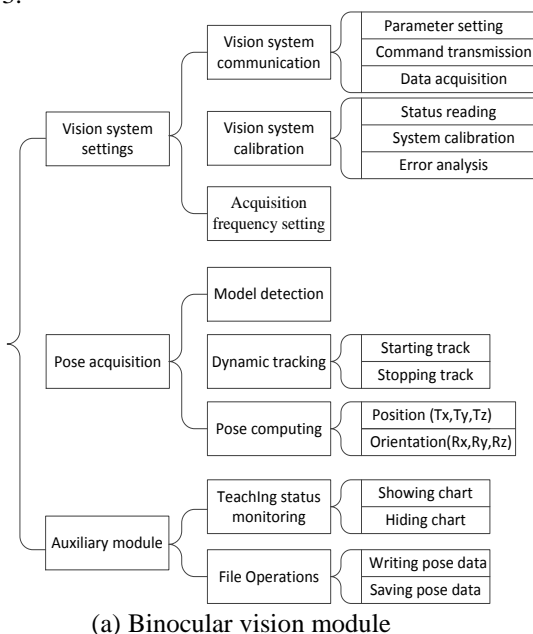 Vision system
communication
Parameter setting
Command transmission
Data acquisition
Vision system
settings
Vision system
calibration
Status reading
System calibration
Error analysis
Acquisition
frequency setting
Pose acquisition
Model detection
Dynamic tracking
Starting track
Stopping track
Pose computing
Position (Tx,Ty,Tz)
Orientation(Rx,Ry,Rz)
Auxiliary module
TeachIng status
monitoring
Showing chart
Hiding chart
File Operations
Writing pose data
Saving pose data
(a) Binocular vision module